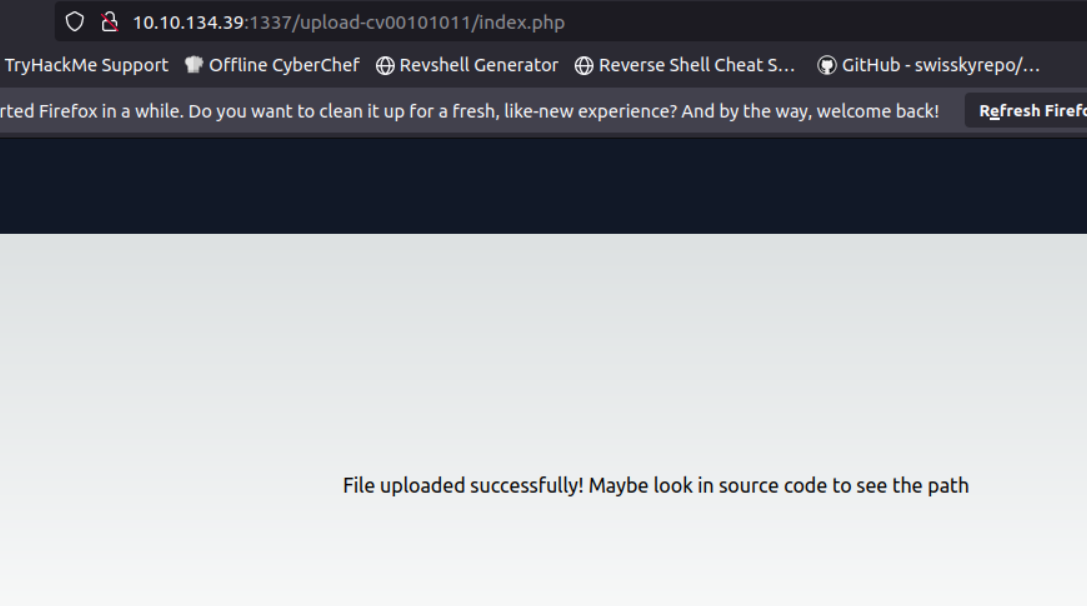 10.10.134.39:1337/upload-cv00101011/index.php
TryHackMe Support Offline CyberChef Revshell Generator Reverse Shell Cheat S... GitHub - swisskyrepo/...
rted Firefox in a while. Do you want to clean it up for a fresh, like-new experience? And by the way, welcome back! Refresh Firefo
File uploaded successfully! Maybe look in source code to see the path